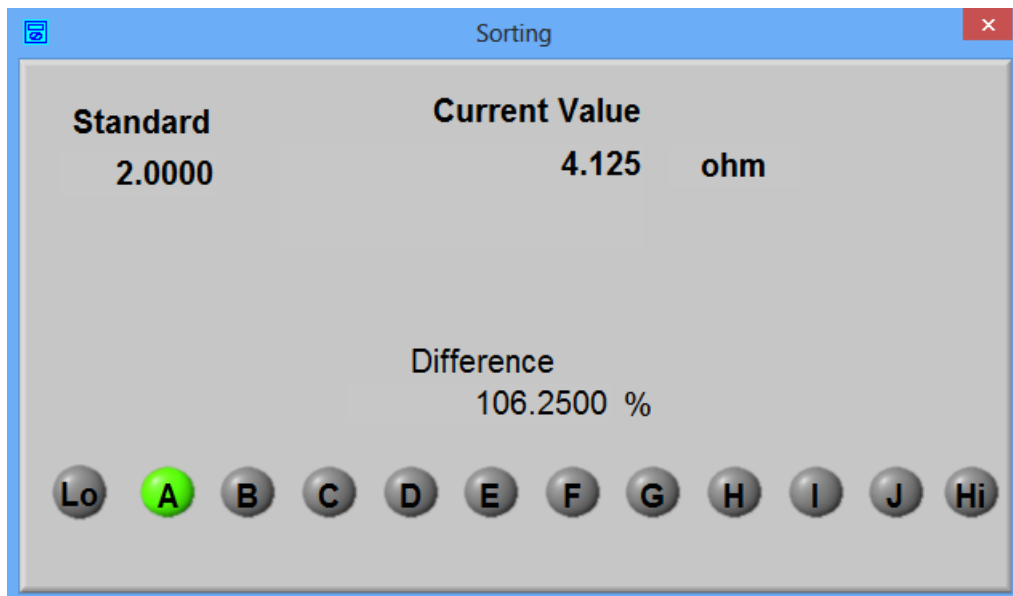 Sorting
Standard
Current Value
2.0000
4.125 ohm
Difference
106.2500 %
Lo A B C D E F G H I J Hi